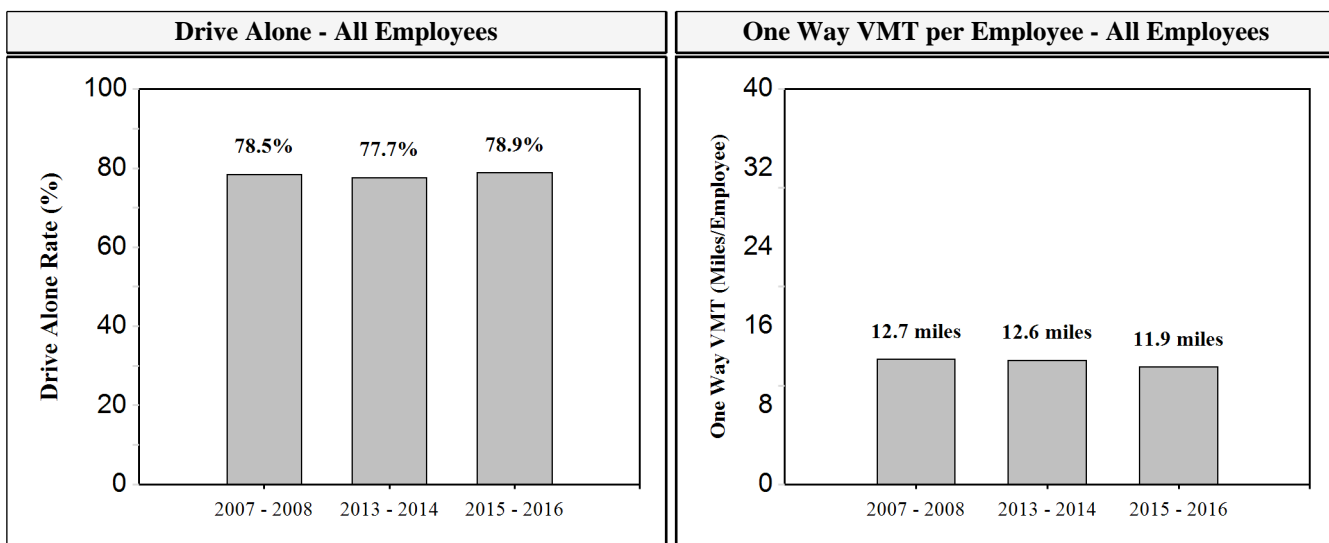 Drive Alone - All Employees
100
80
60
40
20
0
Drive Alone Rate (%)
78.5%
77.7%
78.9%
2007 - 2008
2013 - 2014
2015 - 2016
One Way VMT per Employee - All Employees
40
32
24
16
8
0
One Way VMT (Miles/Employee)
12.7 miles
12.6 miles
11.9 miles
2007 - 2008
2013 - 2014
2015 - 2016